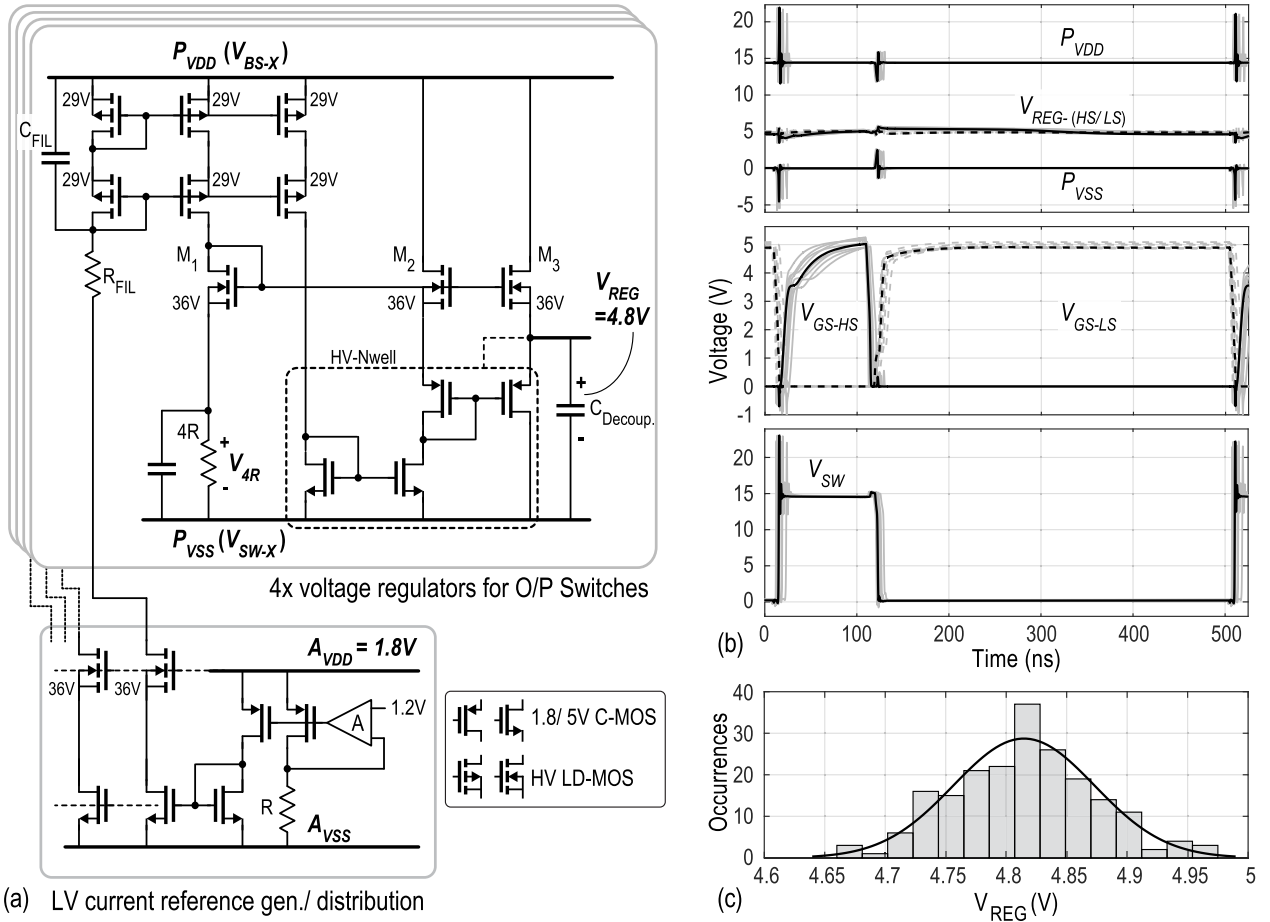 P_VDD (V_BS-X)
29V 29V 29V
C_FIL
29V 29V 29V
M_1 M_2 M_3
R_FIL
36V 36V 36V
V_REG
=4.8V
HV-Nwell
+
C_Decoup.
-
4R
+
V_4R
-
P_VSS (V_SW-X)
4x voltage regulators for O/P Switches
A_VDD = 1.8V
36V 36V
A
1.2V
R
A_VSS
1.8/ 5V C-MOS
HV LD-MOS
(a) LV current reference gen./ distribution
20
15
10
5
0
-5
P_VDD
V_REG- (HS/ LS)
P_VSS
Voltage (V)
5
4
3
2
1
0
-1
V_GS-HS
V_GS-LS
20
15
10
5
0
V_SW
0 100 200 300 400 500
(b) Time (ns)
Occurrences
40
30
20
10
0
4.6 4.65 4.7 4.75 4.8 4.85 4.9 4.95 5
(c) V_REG (V)